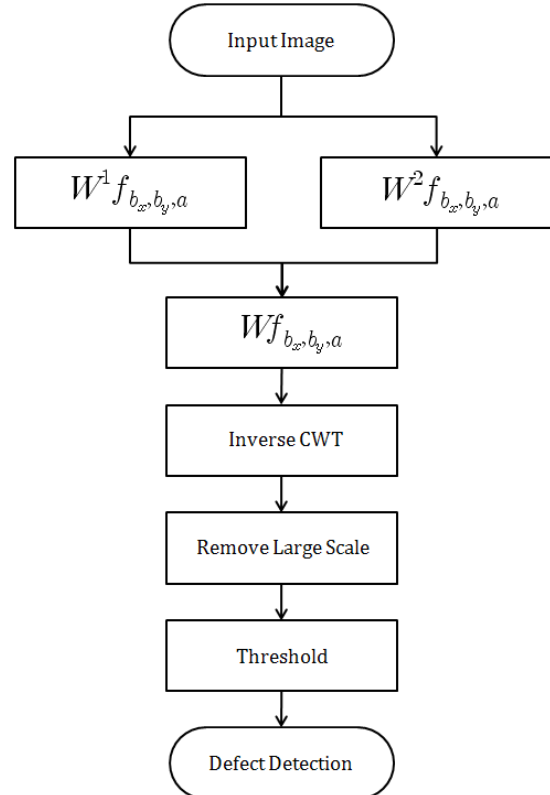 Input Image
W¹f_{b_x,b_y,a}
W²f_{b_x,b_y,a}
Wf_{b_x,b_y,a}
Inverse CWT
Remove Large Scale
Threshold
Defect Detection